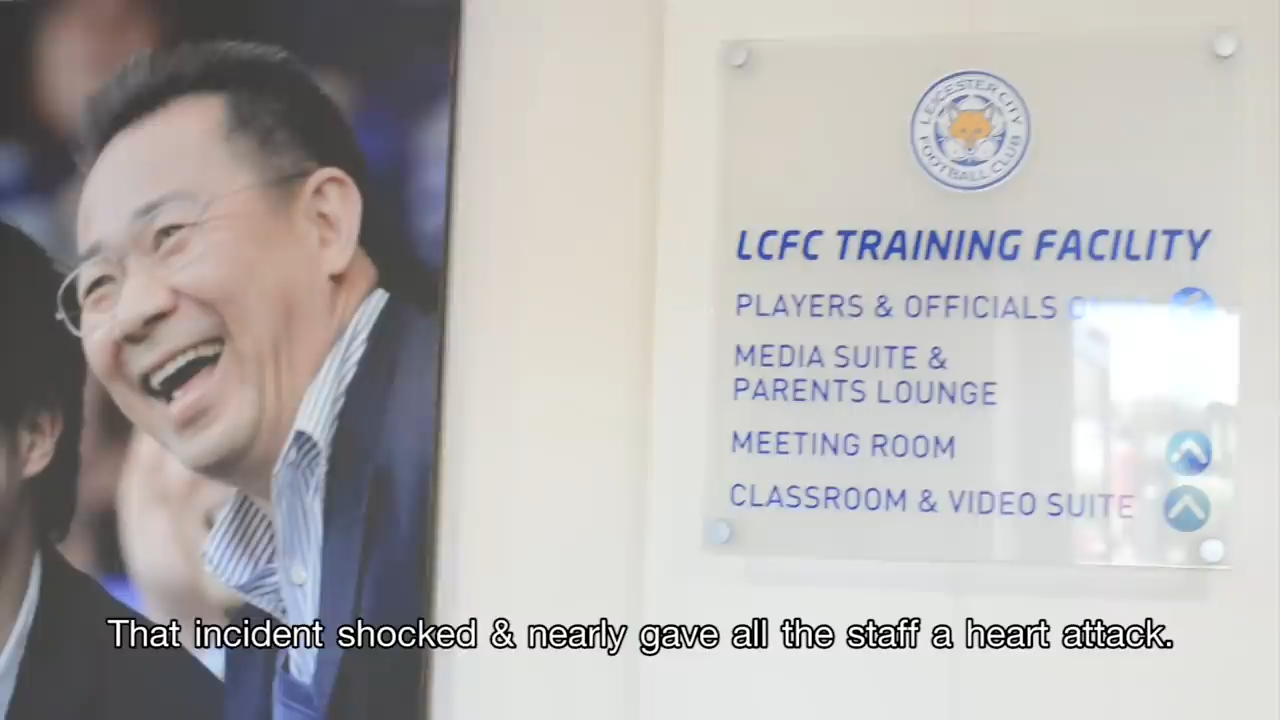 LEICESTER CITY
FOOTBALL CLUB
LCFC TRAINING FACILITY
PLAYERS & OFFICIALS
MEDIA SUITE &
PARENTS LOUNGE
MEETING ROOM
CLASSROOM & VIDEO SUITE
That incident shocked & nearly gave all the staff a heart attack.